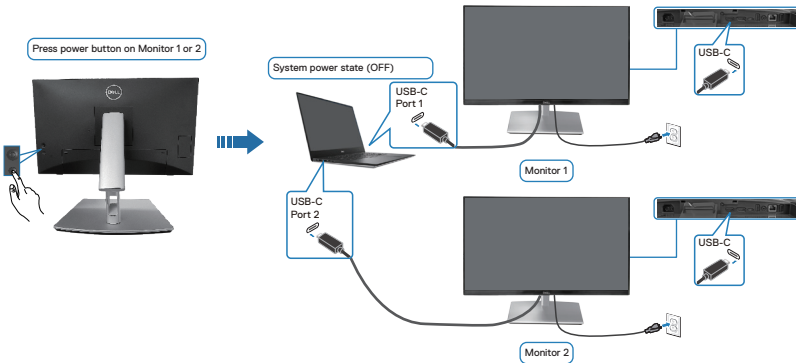 Press power button on Monitor 1 or 2
DELL
System power state (OFF)
USB-C
Port 1
USB-C
Monitor 1
USB-C
Port 2
USB-C
Monitor 2